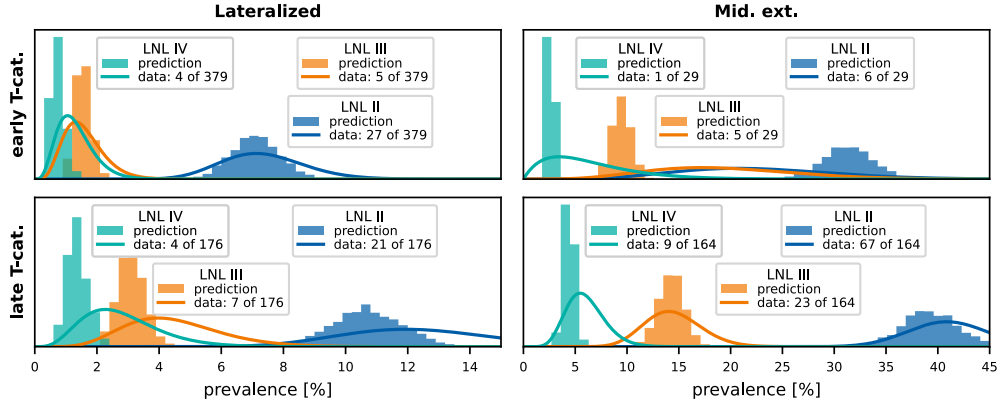 Lateralized
Mid. ext.
early T-cat.
LNL IV
prediction
data: 4 of 379
LNL III
prediction
data: 5 of 379
LNL II
prediction
data: 27 of 379
LNL IV
prediction
data: 1 of 29
LNL II
prediction
data: 6 of 29
LNL III
prediction
data: 5 of 29
late T-cat.
LNL IV
prediction
data: 4 of 176
LNL II
prediction
data: 21 of 176
LNL III
prediction
data: 7 of 176
LNL IV
prediction
data: 9 of 164
LNL II
prediction
data: 67 of 164
LNL III
prediction
data: 23 of 164
0 2 4 6 8 10 12 14
0 5 10 15 20 25 30 35 40 45
prevalence [%]
prevalence [%]